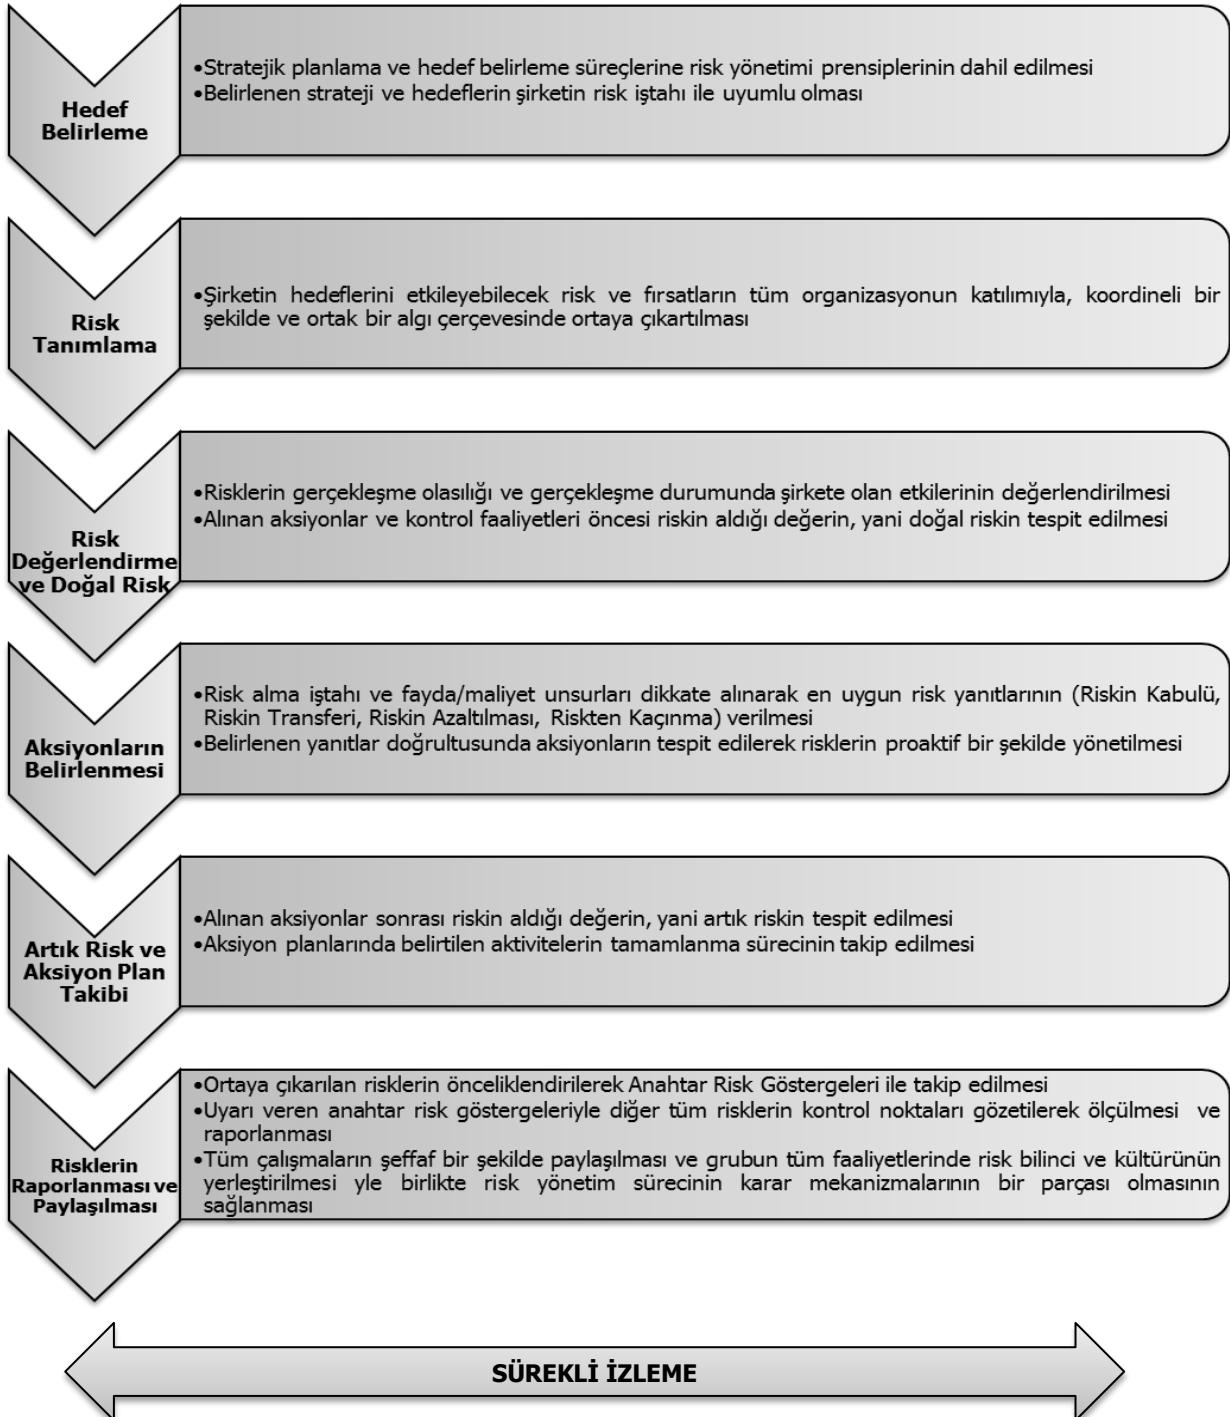 Hedef
Belirleme
•Stratejik planlama ve hedef belirleme süreçlerine risk yönetimi prensiplerinin dahil edilmesi
•Belirlenen strateji ve hedeflerin şirketin risk iştahı ile uyumlu olması
Risk
Tanımlama
•Şirketin hedeflerini etkileyebilecek risk ve fırsatların tüm organizasyonun katılımıyla, koordineli bir
şekilde ve ortak bir algı çerçevesinde ortaya çıkartılması
Risk
Değerlendirme
ve Doğal Risk
•Risklerin gerçekleşme olasılığı ve gerçekleşme durumunda şirkete olan etkilerinin değerlendirilmesi
•Alınan aksiyonlar ve kontrol faaliyetleri öncesi riskin aldığı değerin, yani doğal riskin tespit edilmesi
Aksiyonların
Belirlenmesi
•Risk alma iştahı ve fayda/maliyet unsurları dikkate alınarak en uygun risk yanıtlarının (Riskin Kabulü,
Riskin Transferi, Riskin Azaltılması, Riskten Kaçınma) verilmesi
•Belirlenen yanıtlar doğrultusunda aksiyonların tespit edilerek risklerin proaktif bir şekilde yönetilmesi
Artık Risk ve
Aksiyon Plan
Takibi
•Alınan aksiyonlar sonrası riskin aldığı değerin, yani artık riskin tespit edilmesi
•Aksiyon planlarında belirtilen aktivitelerin tamamlanma sürecinin takip edilmesi
Risklerin
Raporlanması ve
Paylaşılması
•Ortaya çıkarılan risklerin önceliklendirilerek Anahtar Risk Göstergeleri ile takip edilmesi
•Uyarı veren anahtar risk göstergeleriyle diğer tüm risklerin kontrol noktaları gözetilerek ölçülmesi ve
raporlanması
•Tüm çalışmaların şeffaf bir şekilde paylaşılması ve grubun tüm faaliyetlerinde risk bilinci ve kültürünün
yerleştirilmesi yle birlikte risk yönetim sürecinin karar mekanizmalarının bir parçası olmasının
sağlanması
SÜREKLİ İZLEME